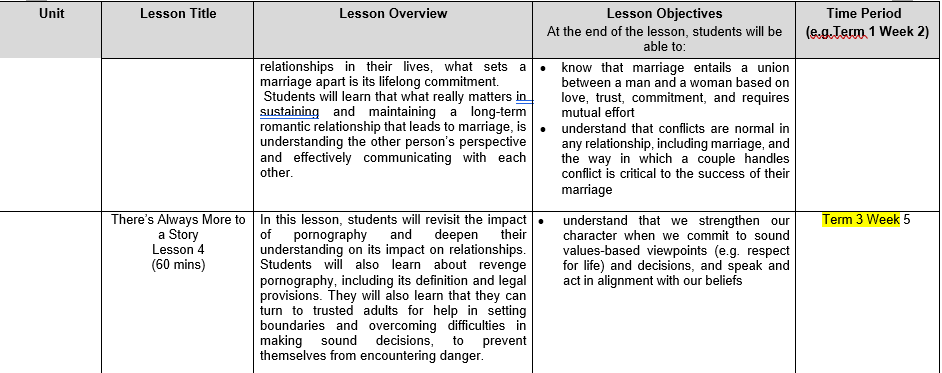 Unit
Lesson Title
Lesson Overview
Lesson Objectives
At the end of the lesson, students will be
able to:
Time Period
(e.g.Term 1 Week 2)
relationships in their lives, what sets a
marriage apart is its lifelong commitment.
Students will learn that what really matters in
sustaining and maintaining a long-term
romantic relationship that leads to marriage, is
understanding the other person's perspective
and effectively communicating with each
other.
• know that marriage entails a union
between a man and a woman based on
love, trust, commitment, and requires
mutual effort
• understand that conflicts are normal in
any relationship, including marriage, and
the way in which a couple handles
conflict is critical to the success of their
marriage
There's Always More to
a Story
Lesson 4
(60 mins)
In this lesson, students will revisit the impact
of pornography and deepen their
understanding on its impact on relationships.
Students will also learn about revenge
pornography, including its definition and legal
provisions. They will also learn that they can
turn to trusted adults for help in setting
boundaries and overcoming difficulties in
making sound decisions, to prevent
themselves from encountering danger.
• understand that we strengthen our
character when we commit to sound
values-based viewpoints (e.g. respect
for life) and decisions, and speak and
act in alignment with our beliefs
Term 3 Week 5